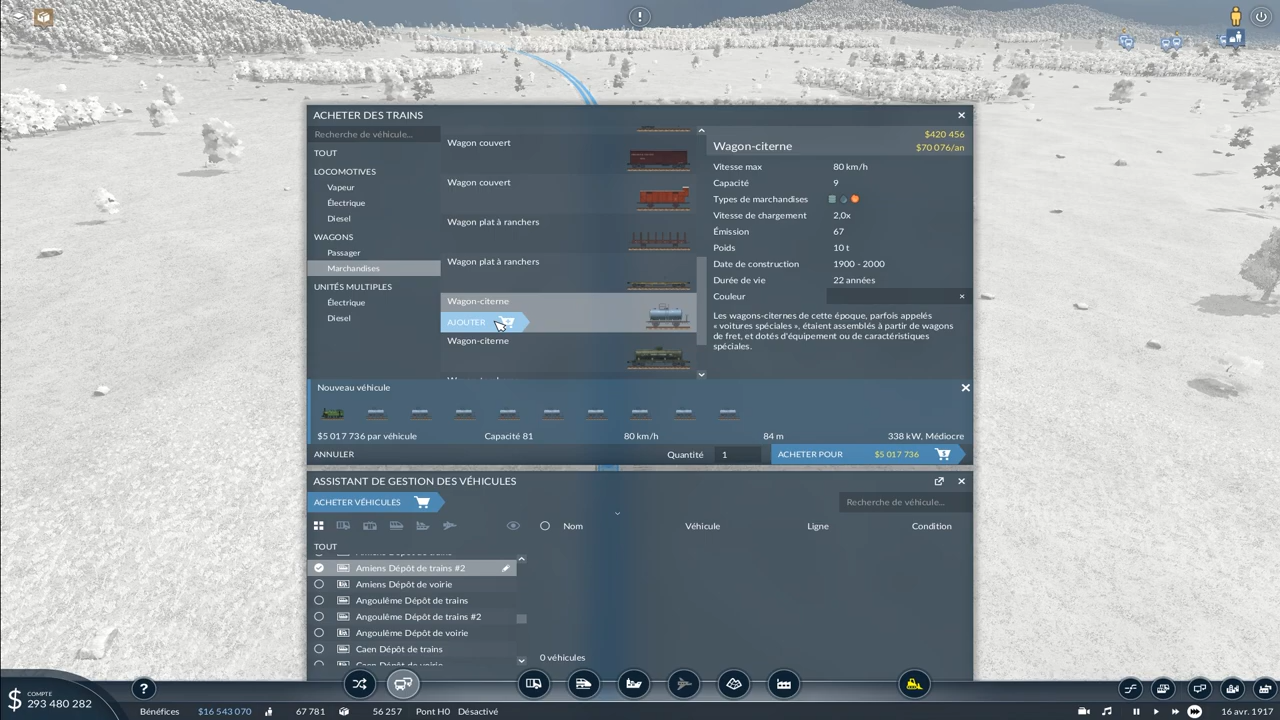 ACHETER DES TRAINS
Recherche de véhicule...
TOUT
LOCOMOTIVES
Vapeur
Électrique
Diesel
WAGONS
Passager
Marchandises
UNITÉS MULTIPLES
Électrique
Diesel
Wagon couvert
Wagon couvert
Wagon plat à ranchers
Wagon plat à ranchers
Wagon-citerne
AJOUTER
Wagon-citerne
$420 456
Wagon-citerne
$70 076/an
Vitesse max 80 km/h
Capacité 9
Types de marchandises
Vitesse de chargement 2,0x
Émission 67
Poids 10 t
Date de construction 1900 - 2000
Durée de vie 22 années
Couleur
Les wagons-citernes de cette époque, parfois appelés
« voitures spéciales », étaient assemblés à partir de wagons
de fret, et dotés d'équipement ou de caractéristiques
spéciales.
Nouveau véhicule
$5 017 736 par véhicule Capacité 81 80 km/h 84 m 338 kW, Médiocre
ANNULER Quantité 1 ACHETER POUR $5 017 736
ASSISTANT DE GESTION DES VÉHICULES
ACHETER VÉHICULES
Recherche de véhicule...
Nom Véhicule Ligne Condition
TOUT
Amiens Dépôt de trains
Amiens Dépôt de trains #2
Amiens Dépôt de voirie
Angoulême Dépôt de trains
Angoulême Dépôt de trains #2
Angoulême Dépôt de voirie
Caen Dépôt de trains
Caen Dépôt de voirie
0 véhicules
$ COMPTE
293 480 282
?
Bénéfices $16 543 070 67 781 56 257 Pont H0 Désactivé
16 avr. 1917